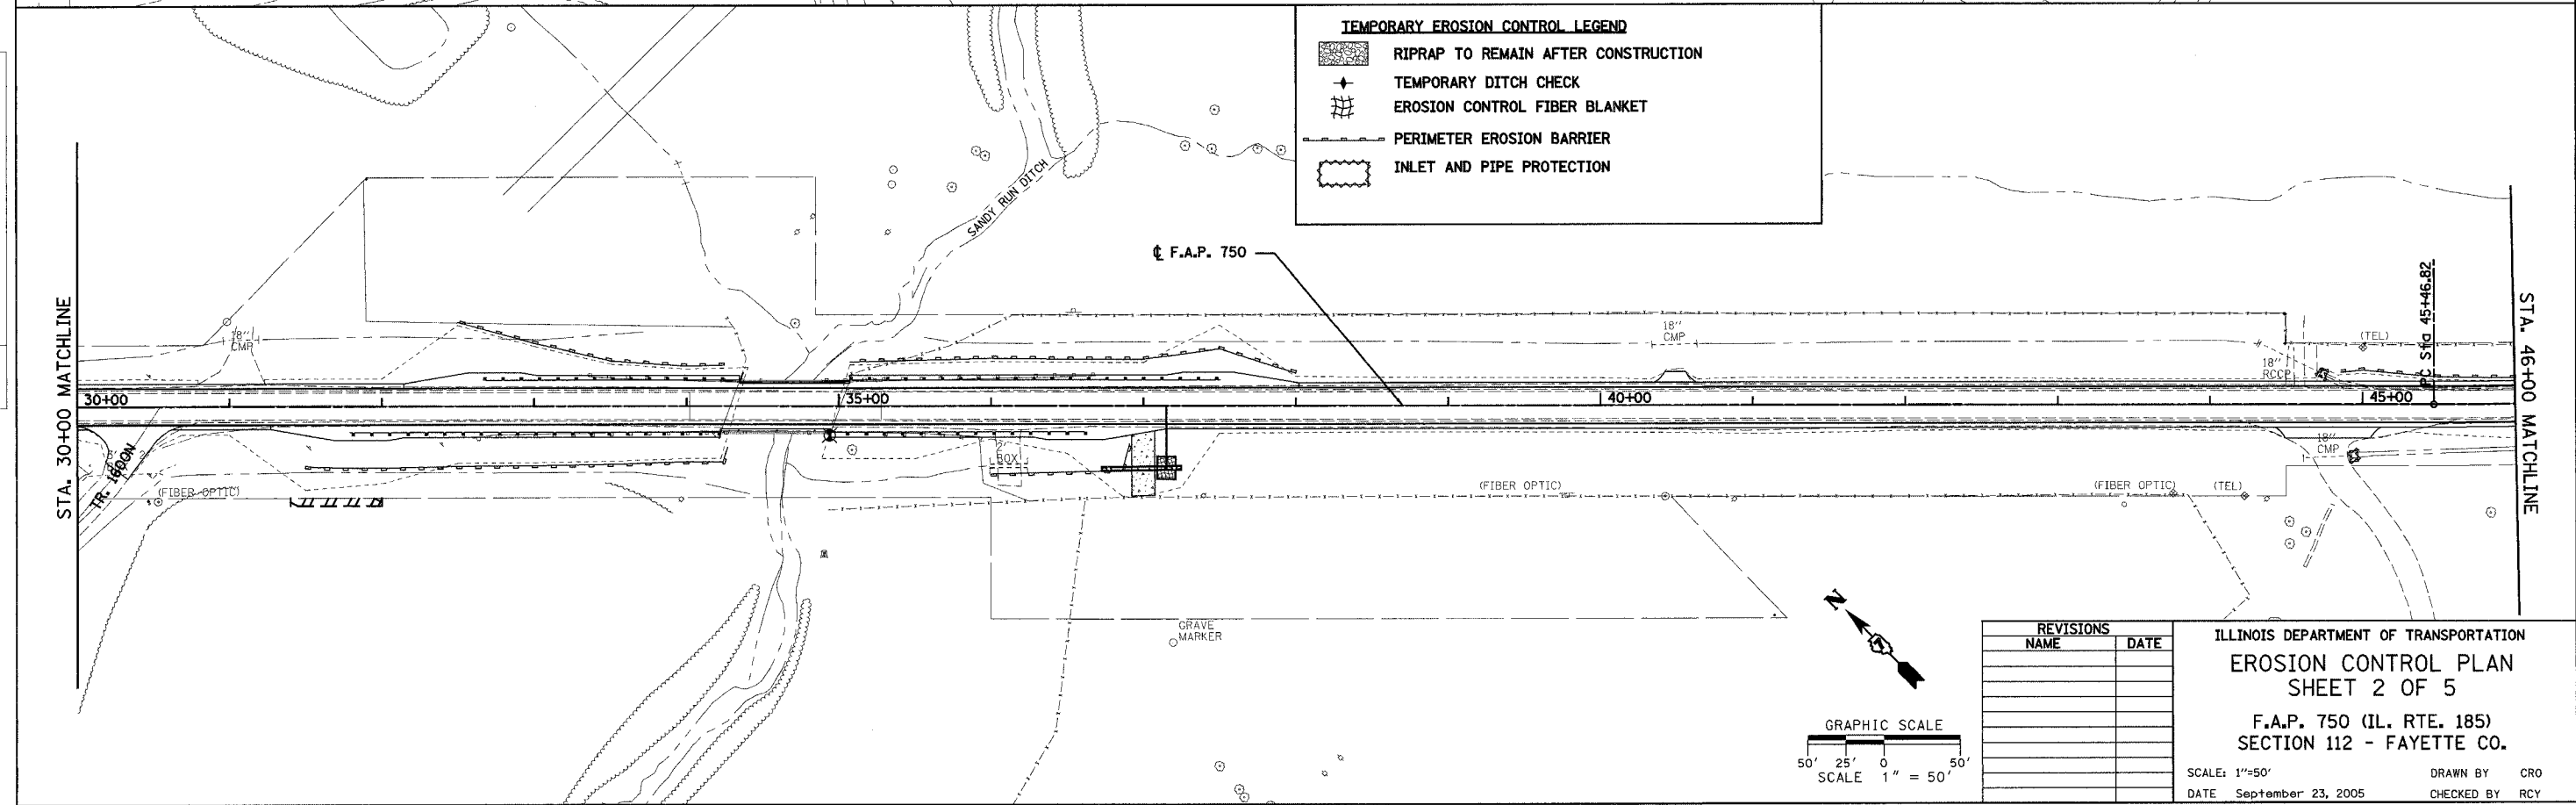 TEMPORARY EROSION CONTROL LEGEND
RIPRAP TO REMAIN AFTER CONSTRUCTION
TEMPORARY DITCH CHECK
EROSION CONTROL FIBER BLANKET
PERIMETER EROSION BARRIER
INLET AND PIPE PROTECTION
SANDY RUN DITCH
℄ F.A.P. 750
STA. 30+00 MATCHLINE
18"
CMP
18"
CMP
(TEL)
18"
RCCP
PC Sta 45+46.82
STA. 46+00 MATCHLINE
30+00
35+00
40+00
45+00
TR. 1600N
(FIBER OPTIC)
BOX
(FIBER OPTIC)
(FIBER OPTIC)
(TEL)
18"
CMP
GRAVE
MARKER
N
GRAPHIC SCALE
50' 25' 0 50'
SCALE 1" = 50'
REVISIONS
NAME DATE
ILLINOIS DEPARTMENT OF TRANSPORTATION
EROSION CONTROL PLAN
SHEET 2 OF 5
F.A.P. 750 (IL. RTE. 185)
SECTION 112 - FAYETTE CO.
SCALE: 1"=50' DRAWN BY CRO
DATE September 23, 2005 CHECKED BY RCY